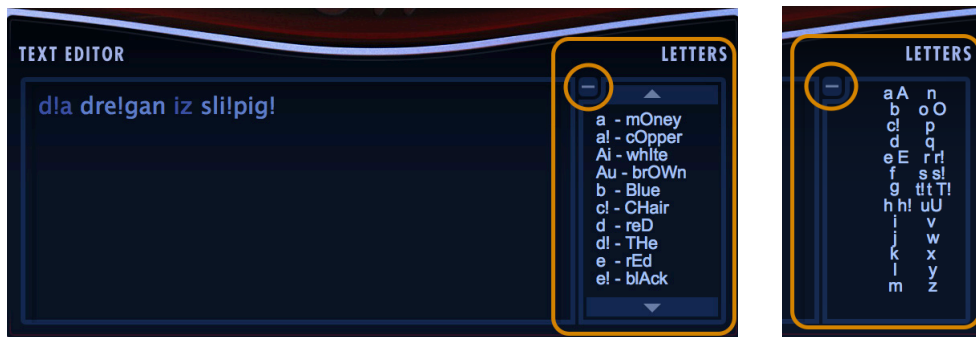 TEXT EDITOR
d!a dre!gan iz sli!pig!
LETTERS
a - mOney
a! - cOpper
Ai - whIte
Au - brOWn
b - Blue
c! - CHair
d - reD
d! - THe
e - rEd
e! - blAck
LETTERS
a A n
b o O
c! p
d q
e E r r!
f s s!
g t! t T!
h h! u U
i v
j w
k x
l y
m z